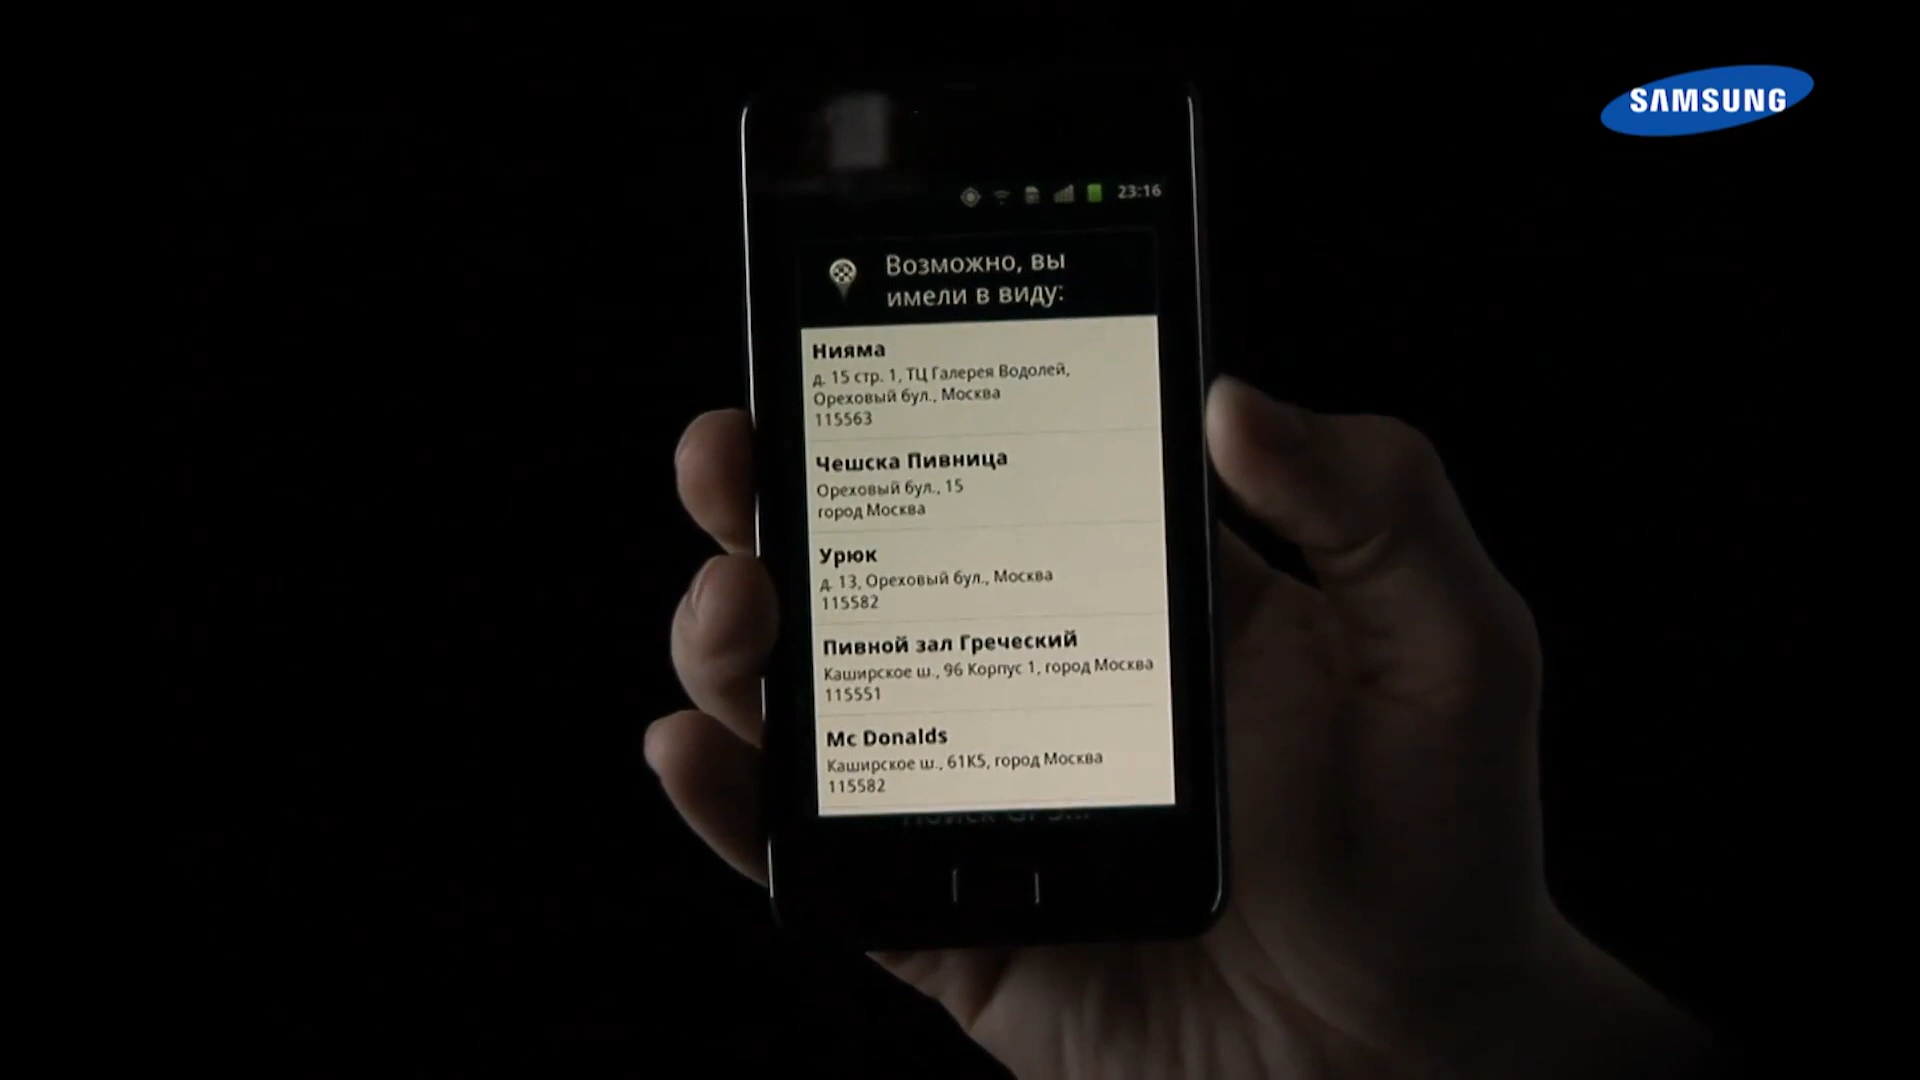 SAMSUNG
23:16
Возможно, вы
имели в виду:
Нияма
д. 15 стр. 1, ТЦ Галерея Водолей,
Ореховый бул., Москва
115563
Чешска Пивница
Ореховый бул., 15
город Москва
Урюк
д. 13, Ореховый бул., Москва
115582
Пивной зал Греческий
Каширское ш., 96 Корпус 1, город Москва
115551
Mc Donalds
Каширское ш., 61К5, город Москва
115582